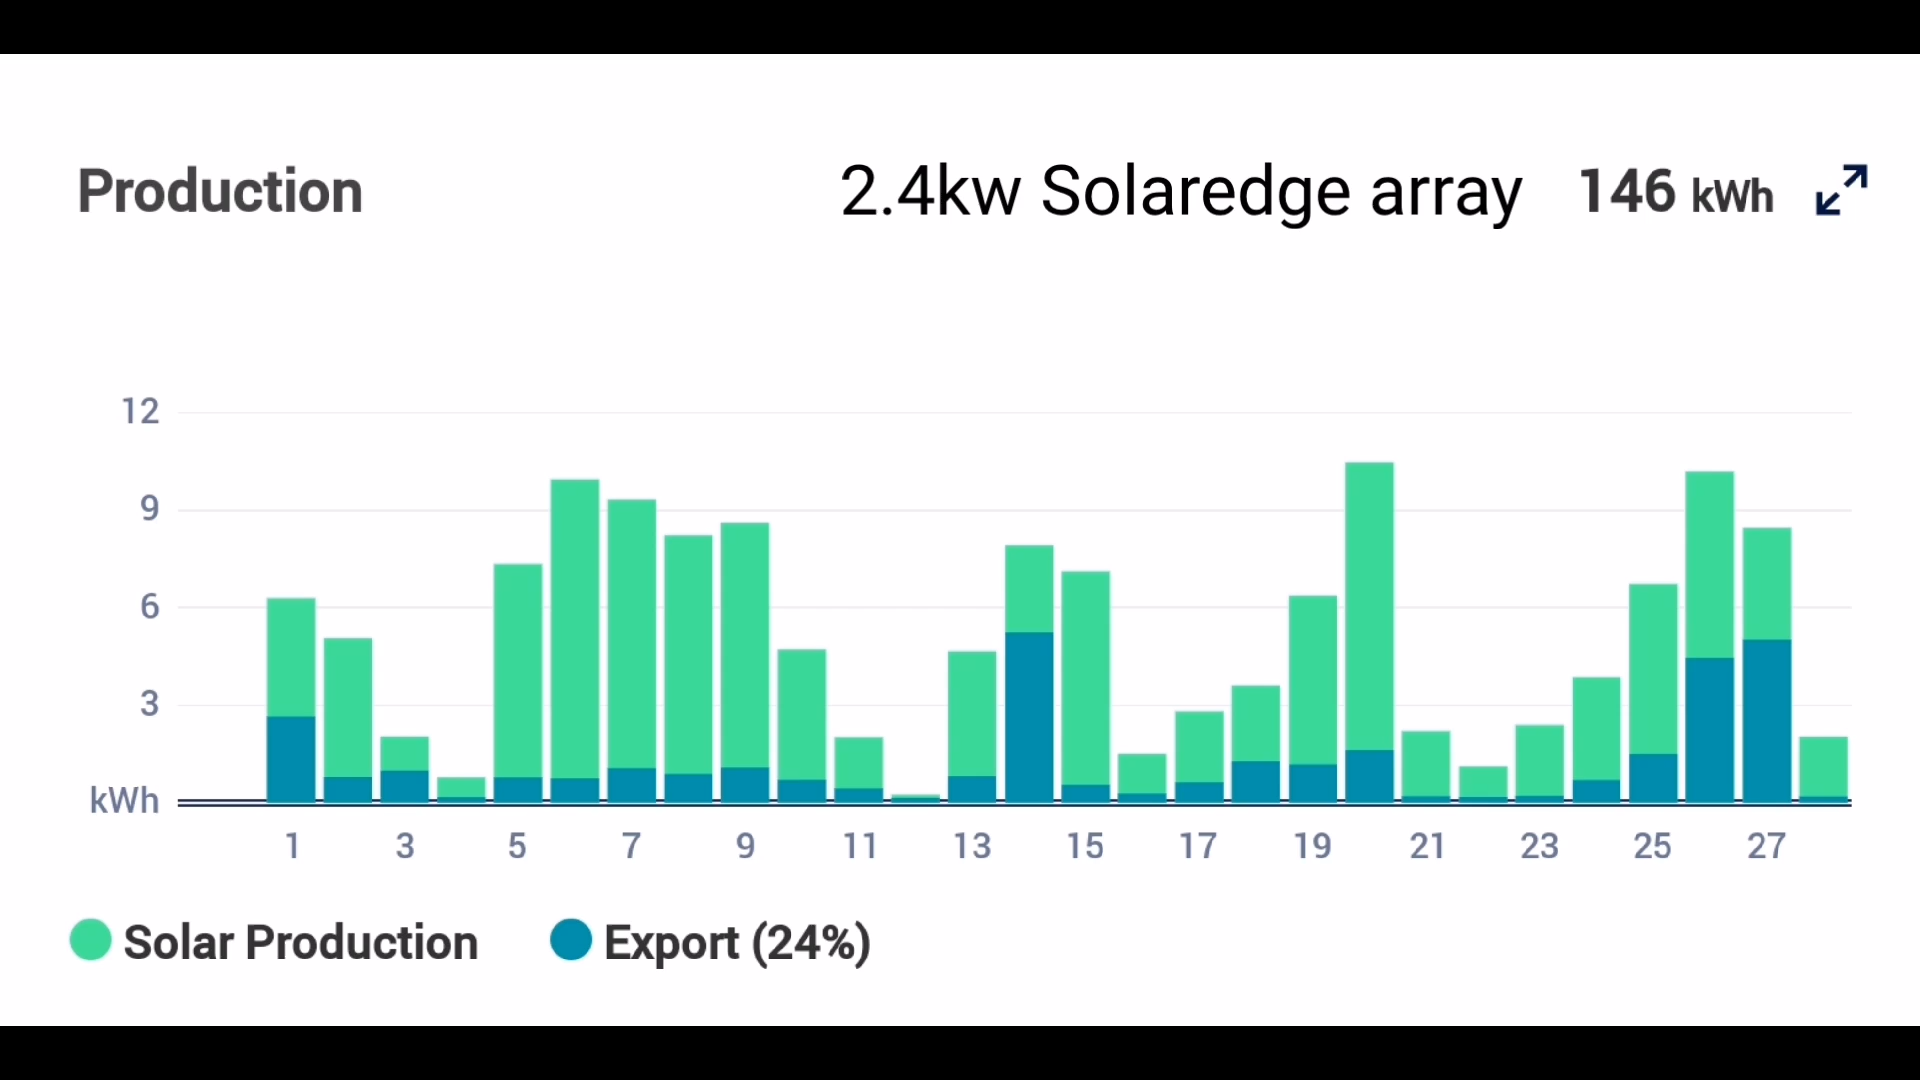 Production 2.4kw Solaredge array 146 kWh
12
9
6
3
kWh
1 3 5 7 9 11 13 15 17 19 21 23 25 27
Solar Production Export (24%)